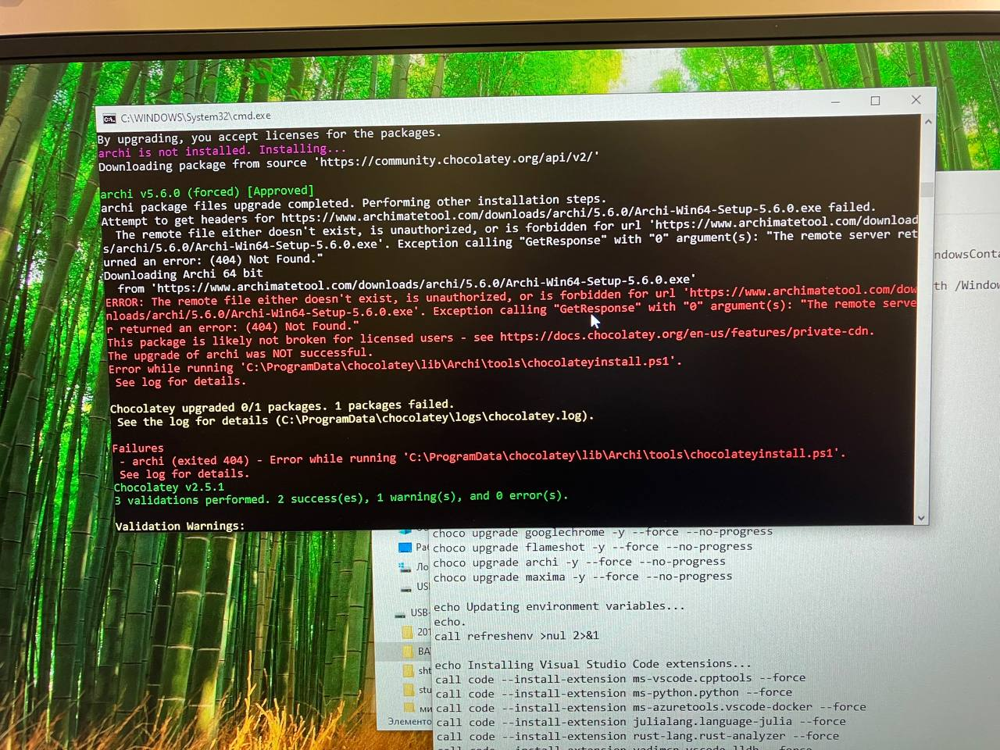 C:\WINDOWS\System32\cmd.exe
By upgrading, you accept licenses for the packages.
archi is not installed. Installing...
Downloading package from source 'https://community.chocolatey.org/api/v2/'
archi v5.6.0 (forced) [Approved]
archi package files upgrade completed. Performing other installation steps.
Attempt to get headers for https://www.archimatetool.com/downloads/archi/5.6.0/Archi-Win64-Setup-5.6.0.exe failed.
The remote file either doesn't exist, is unauthorized, or is forbidden for url 'https://www.archimatetool.com/download
s/archi/5.6.0/Archi-Win64-Setup-5.6.0.exe'. Exception calling "GetResponse" with "0" argument(s): "The remote server ret
urned an error: (404) Not Found."
Downloading Archi 64 bit
from 'https://www.archimatetool.com/downloads/archi/5.6.0/Archi-Win64-Setup-5.6.0.exe'
ERROR: The remote file either doesn't exist, is unauthorized, or is forbidden for url 'https://www.archimatetool.com/dow
nloads/archi/5.6.0/Archi-Win64-Setup-5.6.0.exe'. Exception calling "GetResponse" with "0" argument(s): "The remote serve
r returned an error: (404) Not Found."
This package is likely not broken for licensed users - see https://docs.chocolatey.org/en-us/features/private-cdn.
The upgrade of archi was NOT successful.
Error while running 'C:\ProgramData\chocolatey\lib\Archi\tools\chocolateyinstall.ps1'.
See log for details.
Chocolatey upgraded 0/1 packages. 1 packages failed.
See the log for details (C:\ProgramData\chocolatey\logs\chocolatey.log).
Failures
- archi (exited 404) - Error while running 'C:\ProgramData\chocolatey\lib\Archi\tools\chocolateyinstall.ps1'.
See log for details.
Chocolatey v2.5.1
3 validations performed. 2 success(es), 1 warning(s), and 0 error(s).
Validation Warnings:
ndowsConta
th /Window
Ра
Ло
US
USB-
201
BA
sht
stu
ми
Элементо
choco upgrade googlechrome -y --force --no-progress
choco upgrade flameshot -y --force --no-progress
choco upgrade archi -y --force --no-progress
choco upgrade maxima -y --force --no-progress
echo Updating environment variables...
echo.
call refreshenv >nul 2>&1
echo Installing Visual Studio Code extensions...
call code --install-extension ms-vscode.cpptools --force
call code --install-extension ms-python.python --force
call code --install-extension ms-azuretools.vscode-docker --force
call code --install-extension julialang.language-julia --force
call code --install-extension rust-lang.rust-analyzer --force